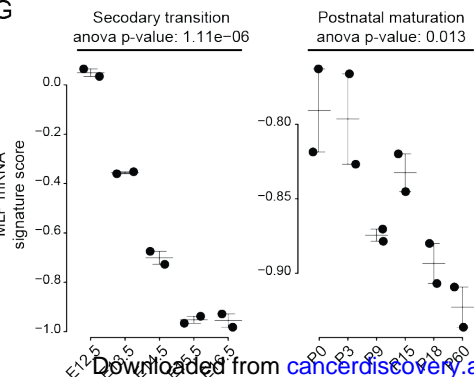 G
Secodary transition
anova p-value: 1.11e−06
Postnatal maturation
anova p-value: 0.013
signature score
0.0
−0.2
−0.4
−0.6
−0.8
−1.0
−0.80
−0.85
−0.90
E12.5
P0
P3
P9
P15
P18
P60
Downloaded from cancerdiscovery.a